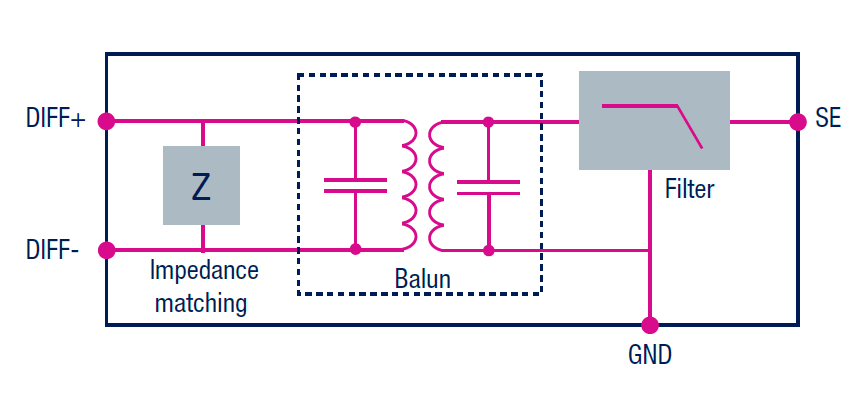 DIFF+
SE
Z
Filter
DIFF-
Impedance
matching
Balun
GND